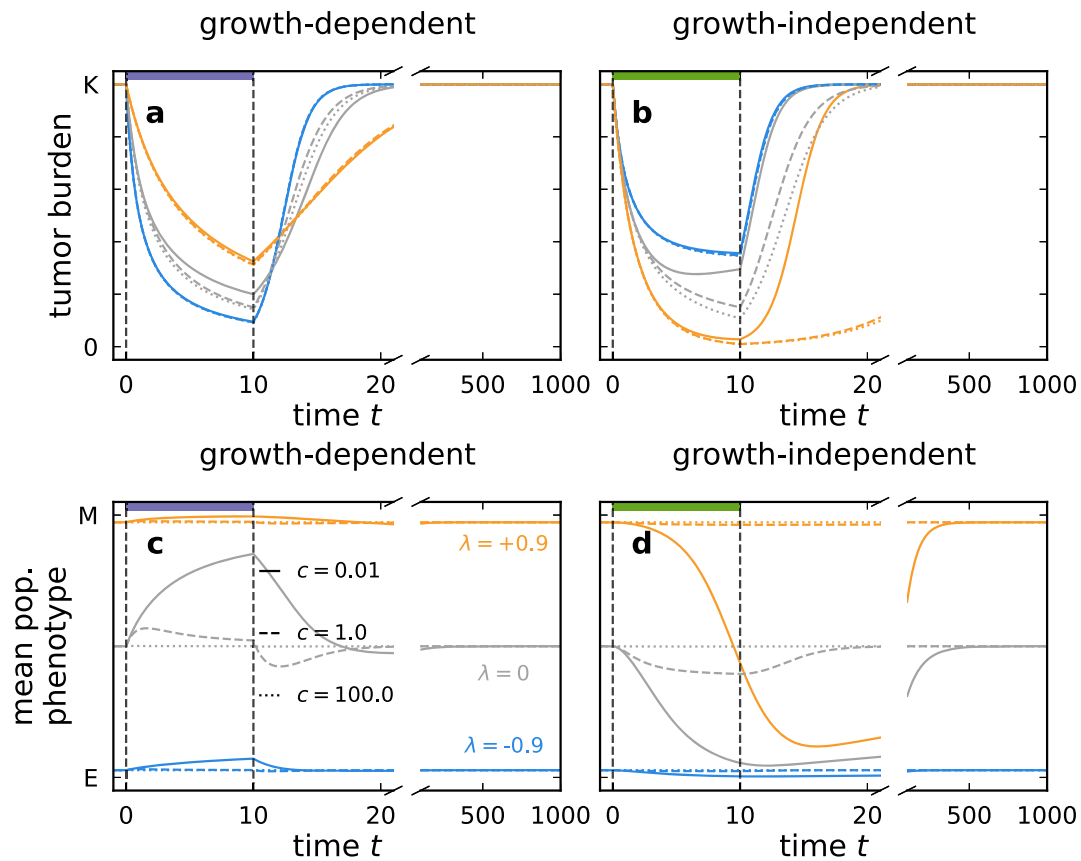 growth-dependent
growth-independent
K
a
b
tumor burden
0
0
10
20
500
1000
0
10
20
500
1000
time t
time t
growth-dependent
growth-independent
M
c
d
λ = +0.9
c = 0.01
c = 1.0
λ = 0
c = 100.0
λ = -0.9
mean pop.
phenotype
E
0
10
20
500
1000
0
10
20
500
1000
time t
time t